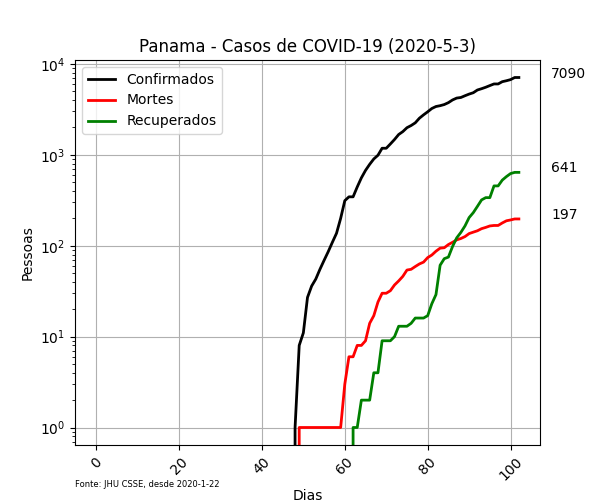 Panama - Casos de COVID-19 (2020-5-3)
10⁴
7090
Confirmados
Mortes
Recuperados
10³
641
197
10²
Pessoas
10¹
10⁰
0
20
40
60
80
100
Fonte: JHU CSSE, desde 2020-1-22
Dias